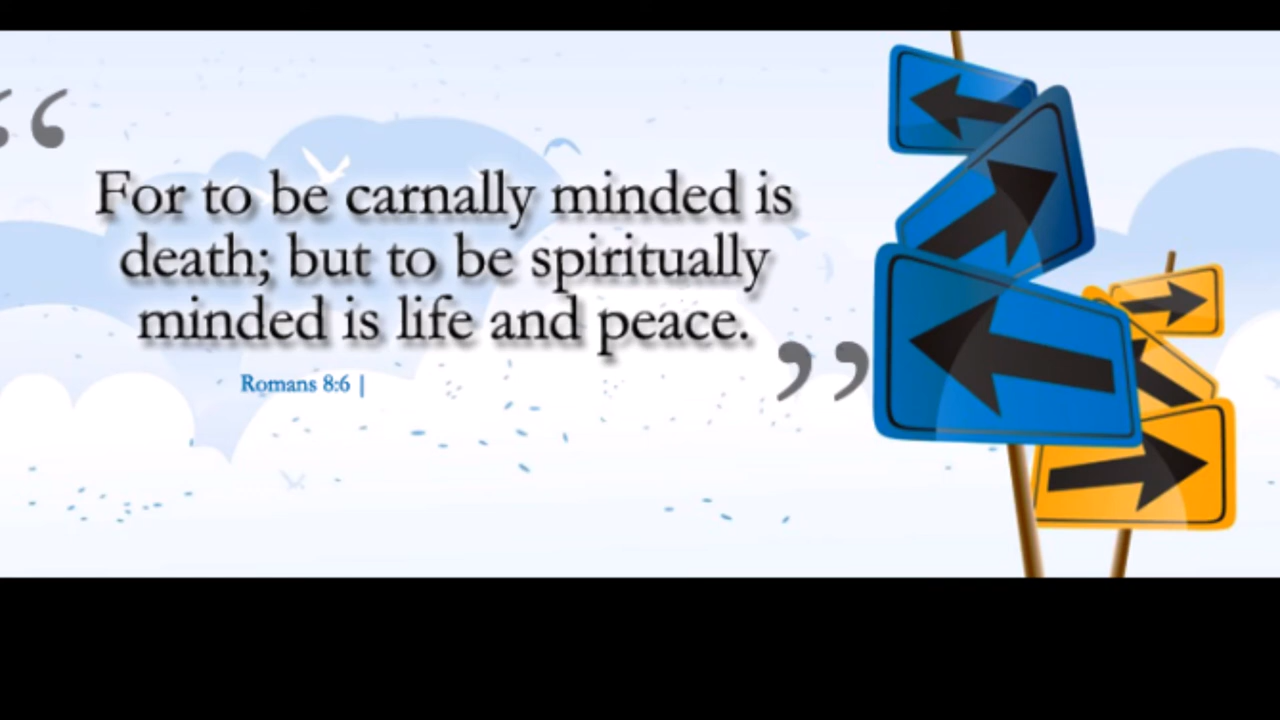 “
For to be carnally minded is
death; but to be spiritually
minded is life and peace.
”
Romans 8:6 |